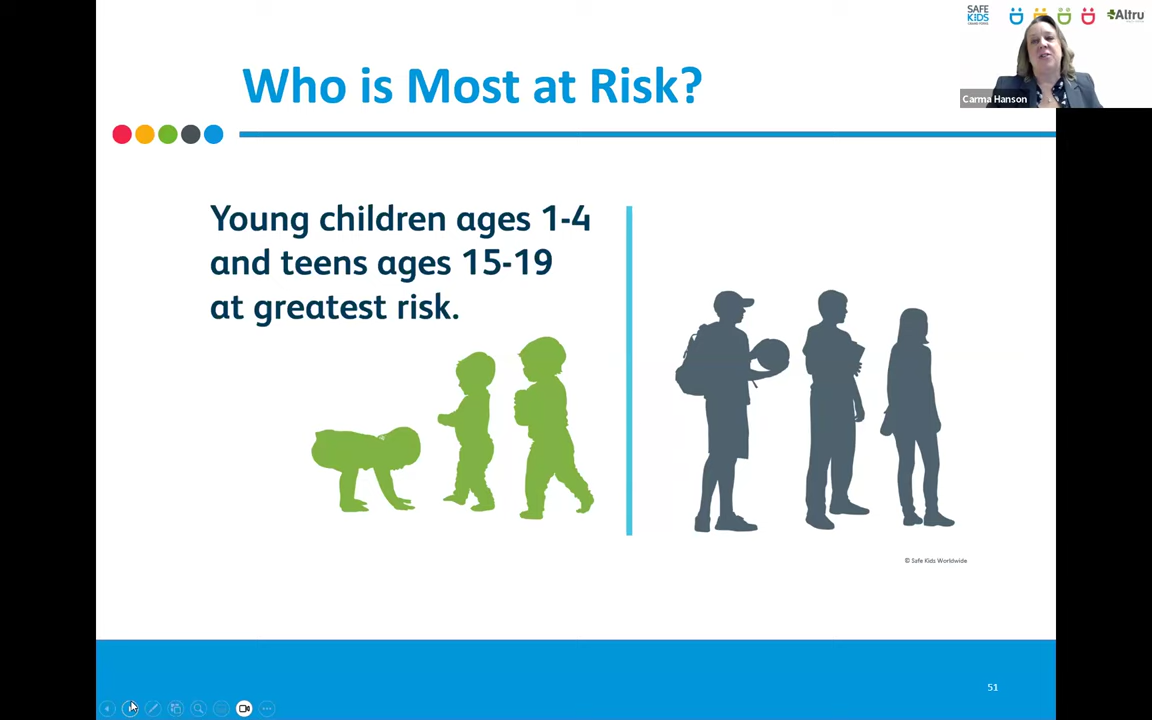 SAFE
KIDS
Altru
Carma Hanson
Who is Most at Risk?
Young children ages 1-4
and teens ages 15-19
at greatest risk.
© Safe Kids Worldwide
51